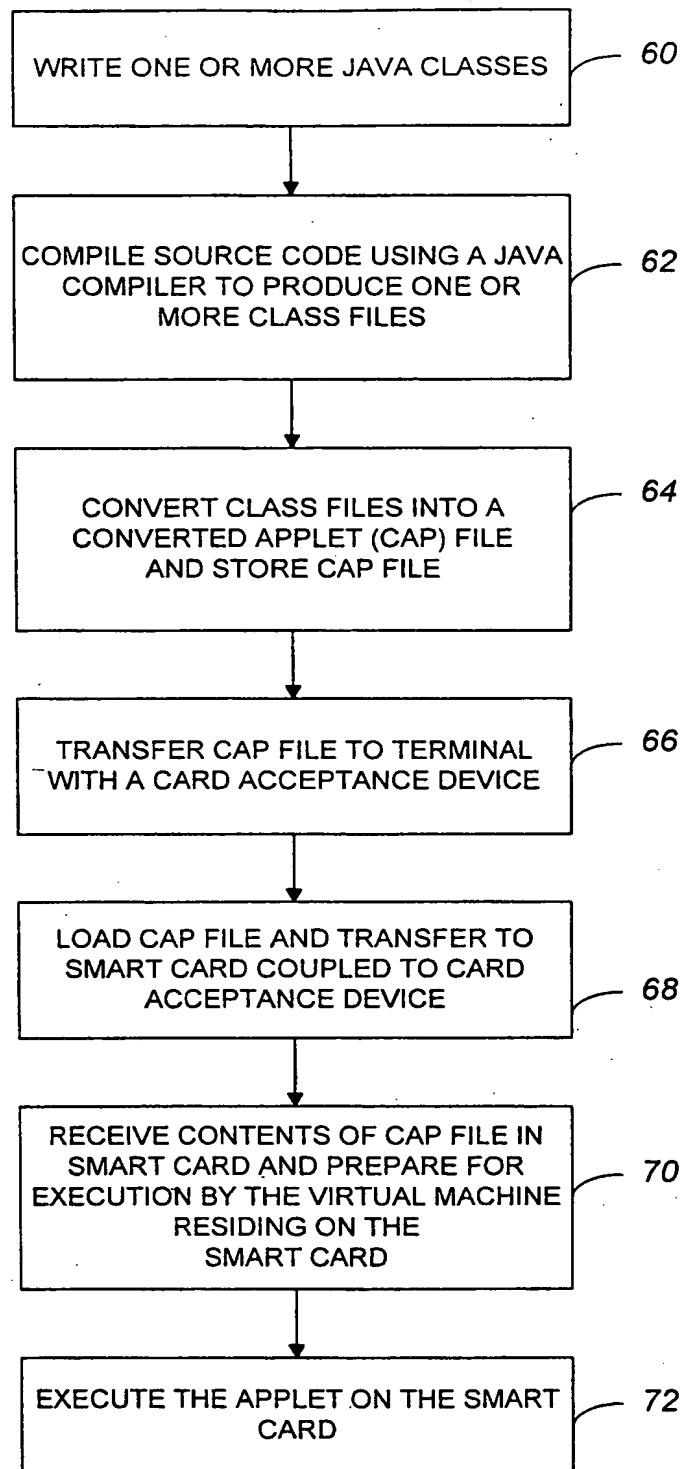 WRITE ONE OR MORE JAVA CLASSES
60
COMPILE SOURCE CODE USING A JAVA
COMPILER TO PRODUCE ONE OR
MORE CLASS FILES
62
CONVERT CLASS FILES INTO A
CONVERTED APPLET (CAP) FILE
AND STORE CAP FILE
64
TRANSFER CAP FILE TO TERMINAL
WITH A CARD ACCEPTANCE DEVICE
66
LOAD CAP FILE AND TRANSFER TO
SMART CARD COUPLED TO CARD
ACCEPTANCE DEVICE
68
RECEIVE CONTENTS OF CAP FILE IN
SMART CARD AND PREPARE FOR
EXECUTION BY THE VIRTUAL MACHINE
RESIDING ON THE
SMART CARD
70
EXECUTE THE APPLET ON THE SMART
CARD
72